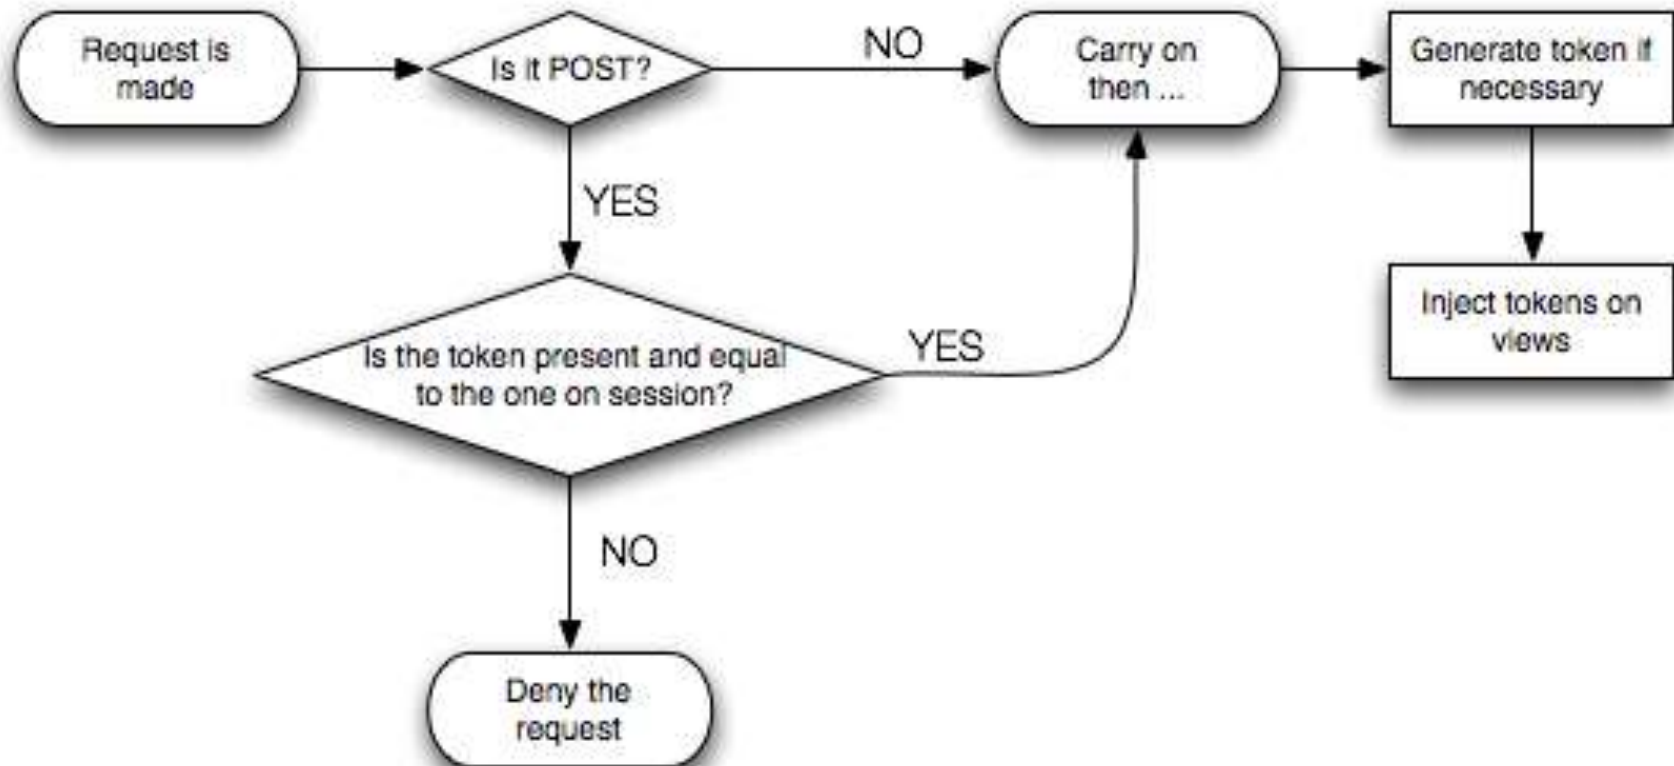 Request is
made
Is it POST?
NO
Carry on
then ...
Generate token if
necessary
YES
Inject tokens on
views
Is the token present and equal
to the one on session?
YES
NO
Deny the
request